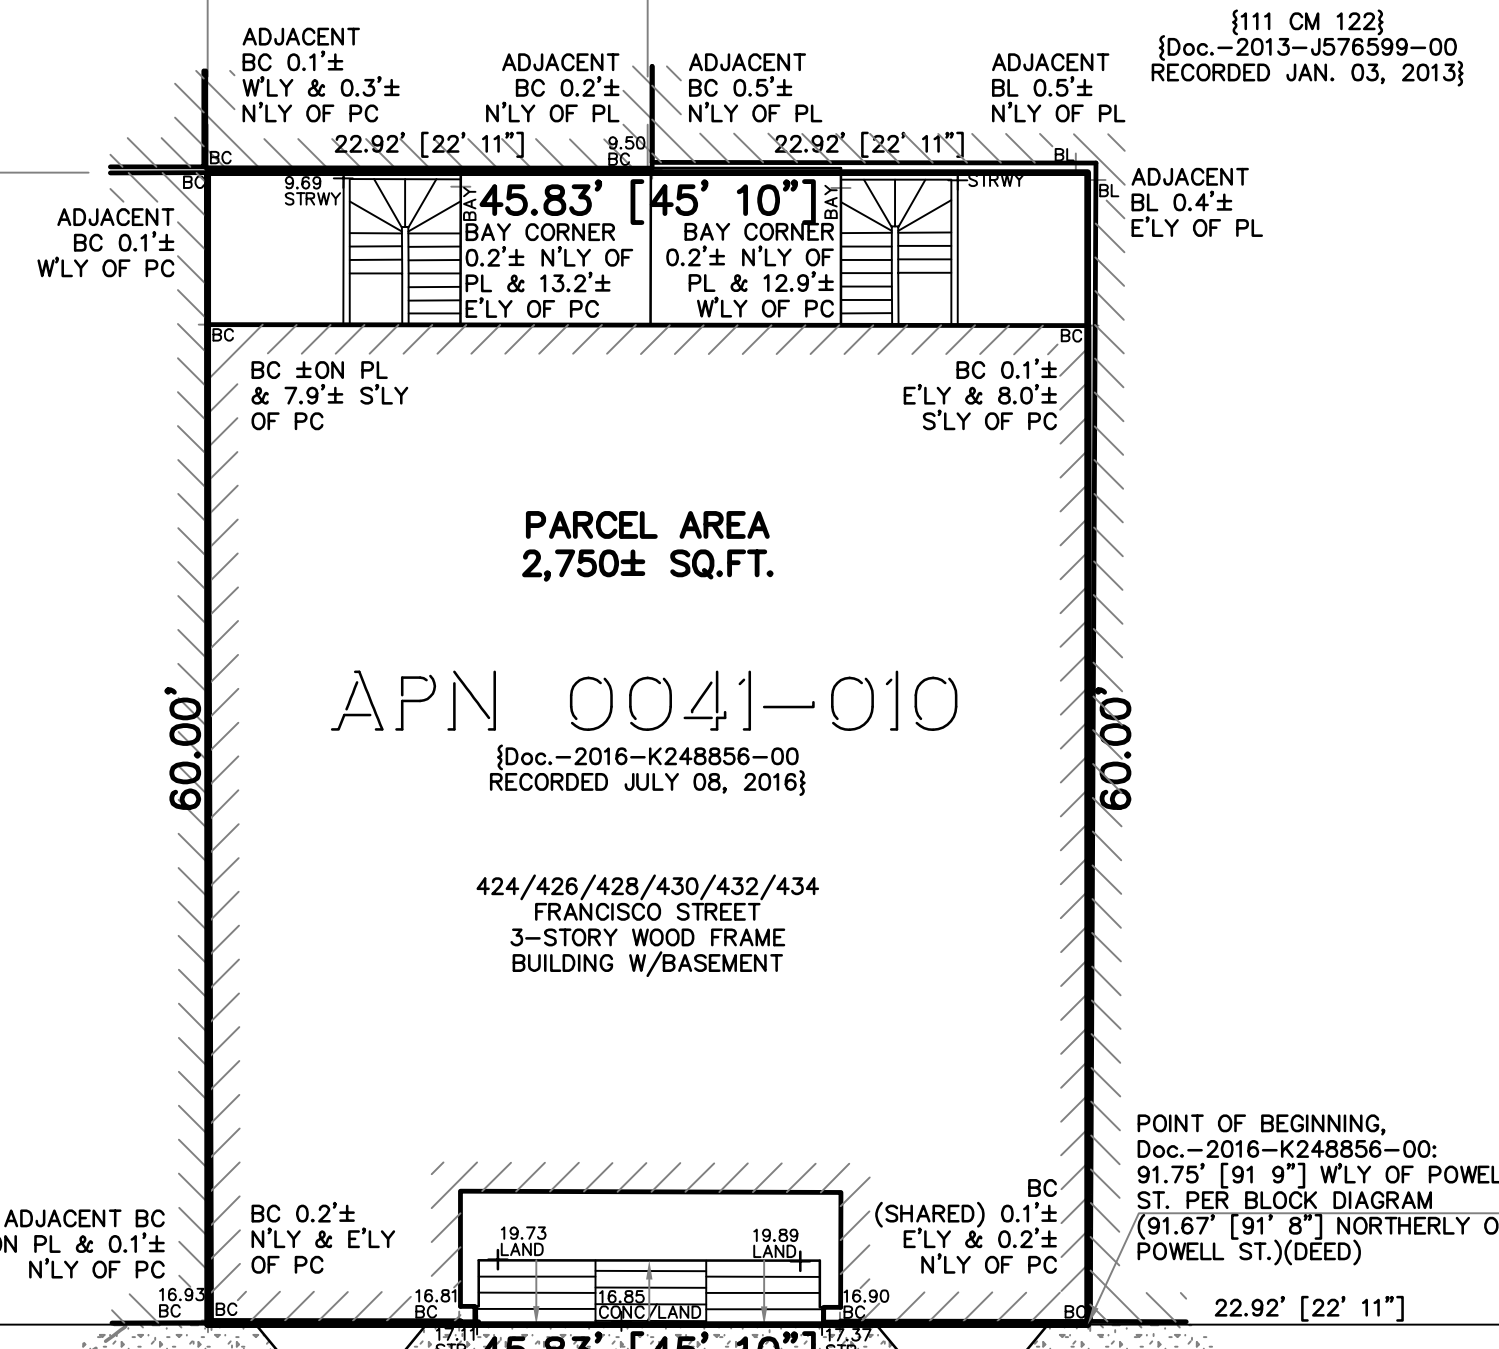 {111 CM 122}
{Doc.-2013-J576599-00
RECORDED JAN. 03, 2013}
ADJACENT
BC 0.1'±
W'LY & 0.3'±
N'LY OF PC
ADJACENT
BC 0.2'±
N'LY OF PL
ADJACENT
BC 0.5'±
N'LY OF PL
ADJACENT
BL 0.5'±
N'LY OF PL
22.92' [22' 11"]
9.50
BC
22.92' [22' 11"]
BL
BC
BC
9.69
STRWY
BAY
45.83' [45' 10"]
BAY
STRWY
BL
ADJACENT
BL 0.4'±
E'LY OF PL
ADJACENT
BC 0.1'±
W'LY OF PC
BAY CORNER
0.2'± N'LY OF
PL & 13.2'±
E'LY OF PC
BAY CORNER
0.2'± N'LY OF
PL & 12.9'±
W'LY OF PC
BC
BC
BC ±ON PL
& 7.9'± S'LY
OF PC
BC 0.1'±
E'LY & 8.0'±
S'LY OF PC
PARCEL AREA
2,750± SQ.FT.
60.00'
60.00'
APN 0041-010
{Doc.-2016-K248856-00
RECORDED JULY 08, 2016}
424/426/428/430/432/434
FRANCISCO STREET
3-STORY WOOD FRAME
BUILDING W/BASEMENT
POINT OF BEGINNING,
Doc.-2016-K248856-00:
91.75' [91 9"] W'LY OF POWEL
ST. PER BLOCK DIAGRAM
(91.67' [91' 8"] NORTHERLY O
POWELL ST.)(DEED)
ADJACENT BC
N PL & 0.1'±
N'LY OF PC
BC 0.2'±
N'LY & E'LY
OF PC
BC
(SHARED) 0.1'±
E'LY & 0.2'±
N'LY OF PC
19.73
LAND
19.89
LAND
16.93
BC
BC
16.81
BC
16.85
CONC/LAND
16.90
BC
BC
22.92' [22' 11"]
17.11
STP
45.83' [45' 10"]
17.37
STP